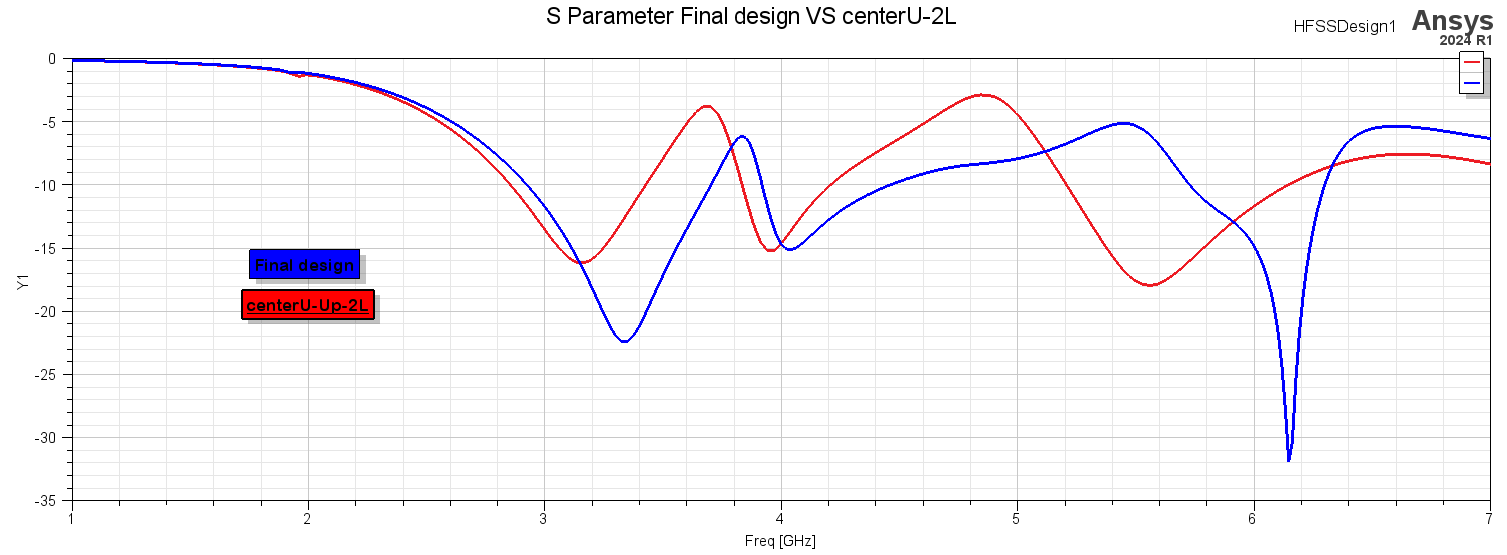 S Parameter Final design VS centerU-2L
HFSSDesign1
Ansys
2024 R1
0
-5
-10
-15
-20
-25
-30
-35
Y1
Final design
centerU-Up-2L
1 2 3 4 5 6 7
Freq [GHz]